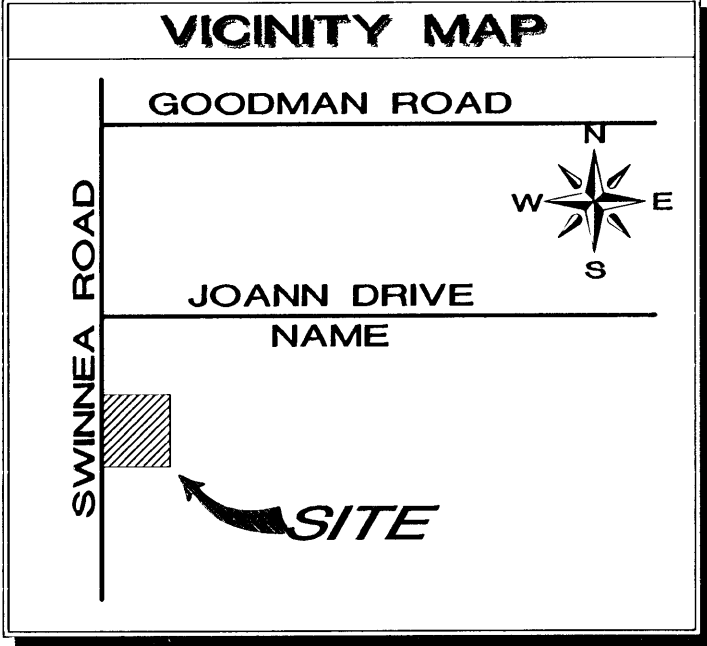 VICINITY MAP
GOODMAN ROAD
N
W E
S
SWINNEA ROAD
JOANN DRIVE
NAME
SITE